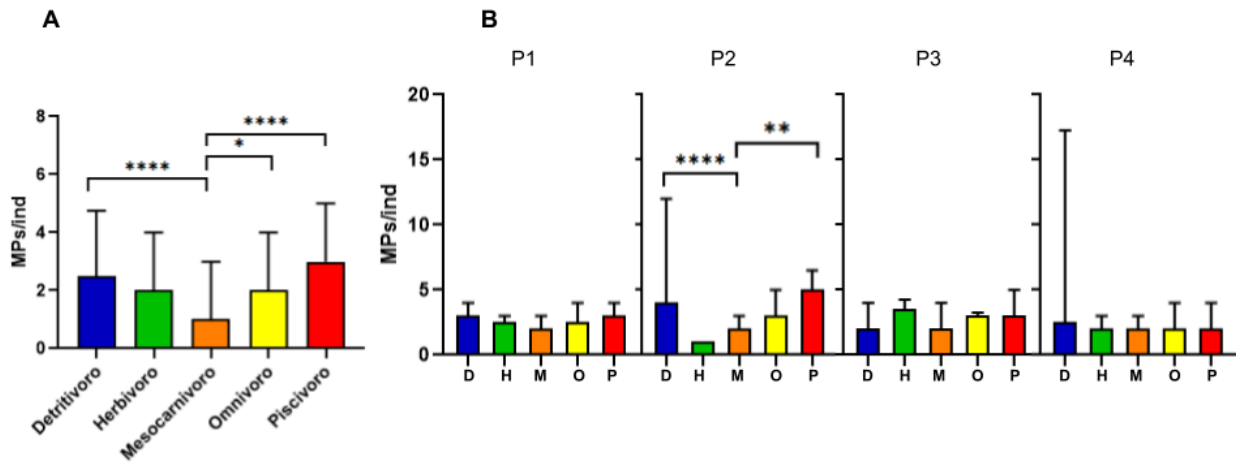 A
B
P1
P2
P3
P4
MPs/ind
8
6
4
2
0
****
*
****
Detritivoro
Herbivoro
Mesocarnivoro
Omnivoro
Piscivoro
MPs/ind
20
15
10
5
0
****
**
D H M O P
D H M O P
D H M O P
D H M O P